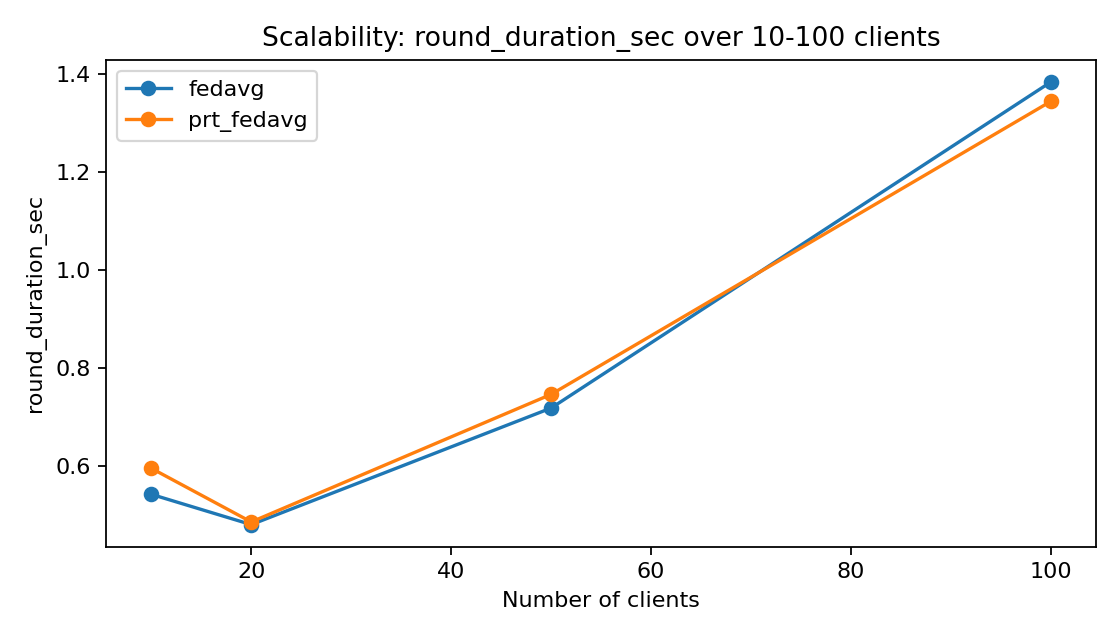 Scalability: round_duration_sec over 10-100 clients
fedavg
prt_fedavg
round_duration_sec
1.4
1.2
1.0
0.8
0.6
20
40
60
80
100
Number of clients